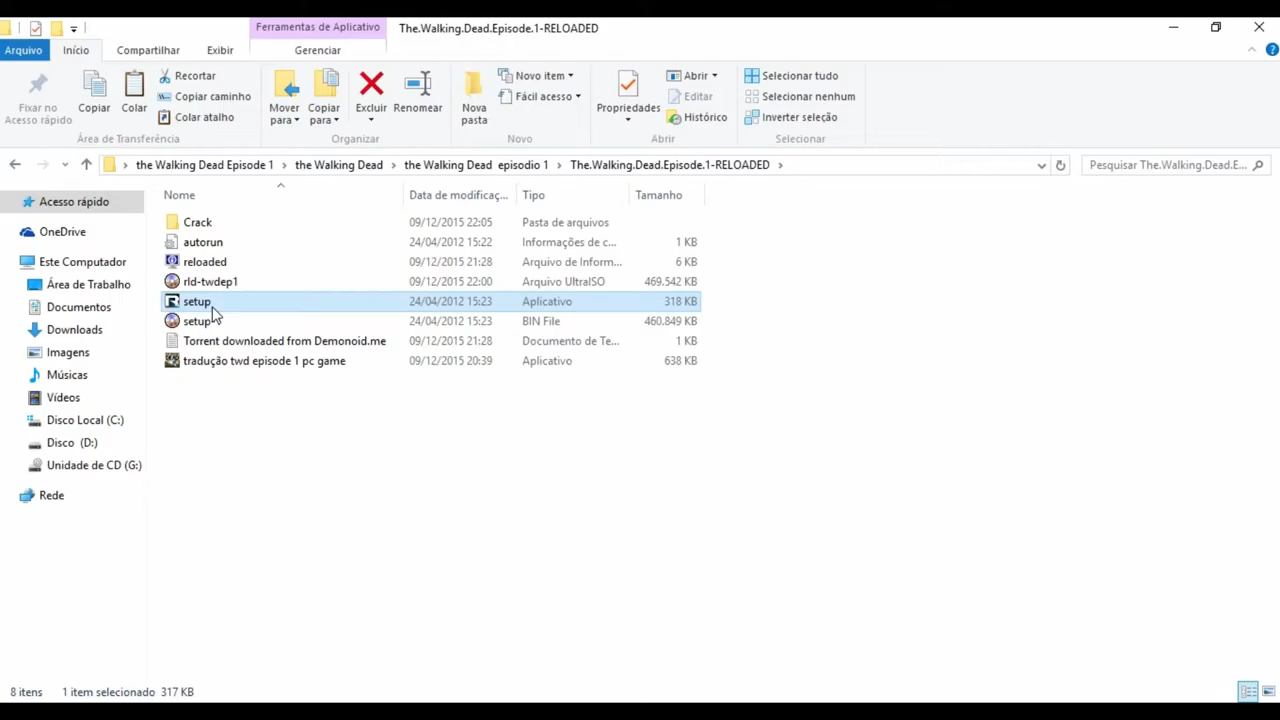 Ferramentas de Aplicativo The.Walking.Dead.Episode.1-RELOADED
Arquivo Início Compartilhar Exibir Gerenciar
Fixar no Acesso rápido
Copiar
Colar
Recortar
Copiar caminho
Colar atalho
Mover para
Copiar para
Excluir
Renomear
Nova pasta
Novo item
Fácil acesso
Propriedades
Abrir
Editar
Histórico
Selecionar tudo
Selecionar nenhum
Inverter seleção
Área de Transferência Organizar Novo Abrir Selecionar
the Walking Dead Episode 1 the Walking Dead the Walking Dead episodio 1 The.Walking.Dead.Episode.1-RELOADED Pesquisar The.Walking.Dead.E...
Nome Data de modificaç... Tipo Tamanho
Acesso rápido
OneDrive
Este Computador
Área de Trabalho
Documentos
Downloads
Imagens
Músicas
Vídeos
Disco Local (C:)
Disco (D:)
Unidade de CD (G:)
Rede
Crack 09/12/2015 22:05 Pasta de arquivos
autorun 24/04/2012 15:22 Informações de c... 1 KB
reloaded 09/12/2015 21:28 Arquivo de Inform... 6 KB
rld-twdep1 09/12/2015 22:00 Arquivo UltraISO 469.542 KB
setup 24/04/2012 15:23 Aplicativo 318 KB
setup 24/04/2012 15:23 BIN File 460.849 KB
Torrent downloaded from Demonoid.me 09/12/2015 21:28 Documento de Te... 1 KB
tradução twd episode 1 pc game 09/12/2015 20:39 Aplicativo 638 KB
8 itens 1 item selecionado 317 KB